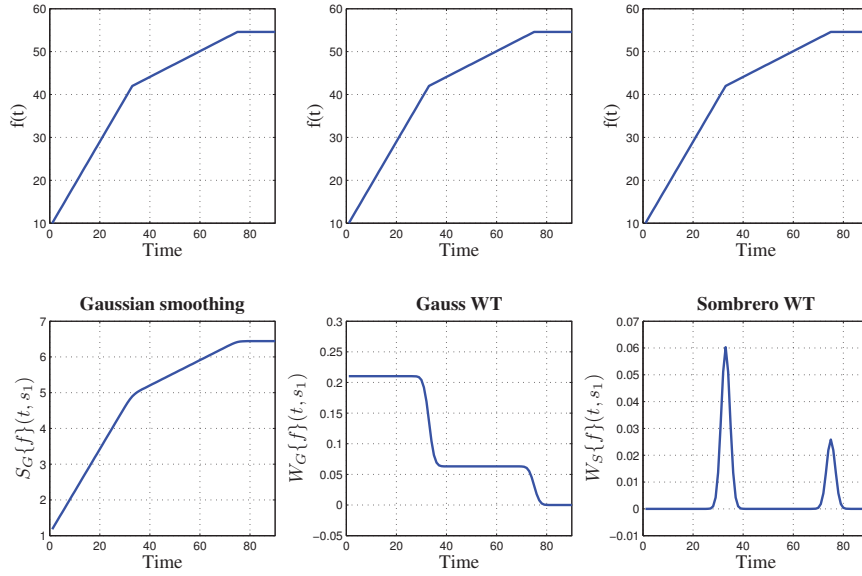 60
50
40
30
20
10
0 20 40 60 80
f(t)
Time
60
50
40
30
20
10
0 20 40 60 80
f(t)
Time
60
50
40
30
20
10
0 20 40 60 80
f(t)
Time
Gaussian smoothing
7
6
5
4
3
2
1
0 20 40 60 80
S_G{f}(t, s_1)
Time
Gauss WT
0.3
0.25
0.2
0.15
0.1
0.05
0
−0.05
0 20 40 60 80
W_G{f}(t, s_1)
Time
Sombrero WT
0.07
0.06
0.05
0.04
0.03
0.02
0.01
0
−0.01
0 20 40 60 80
W_S{f}(t, s_1)
Time